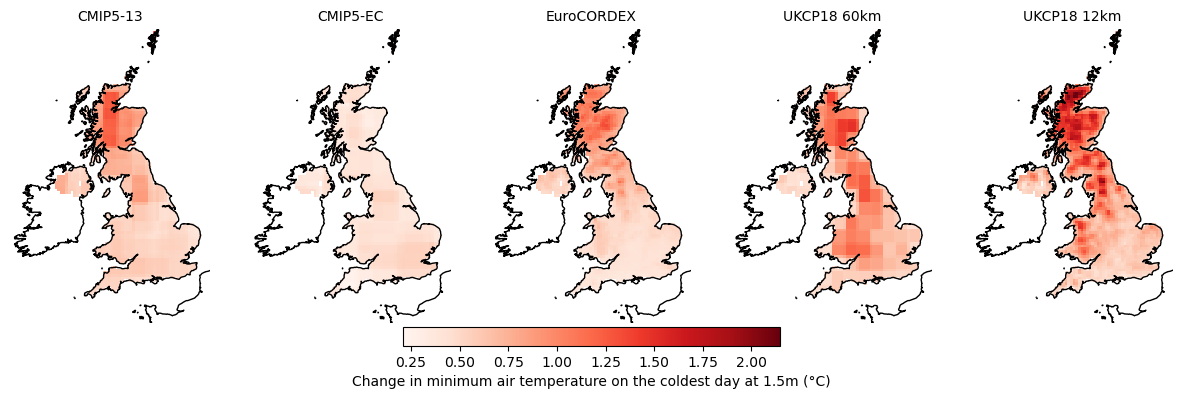 CMIP5-13
CMIP5-EC
EuroCORDEX
UKCP18 60km
UKCP18 12km
0.25 0.50 0.75 1.00 1.25 1.50 1.75 2.00
Change in minimum air temperature on the coldest day at 1.5m (°C)